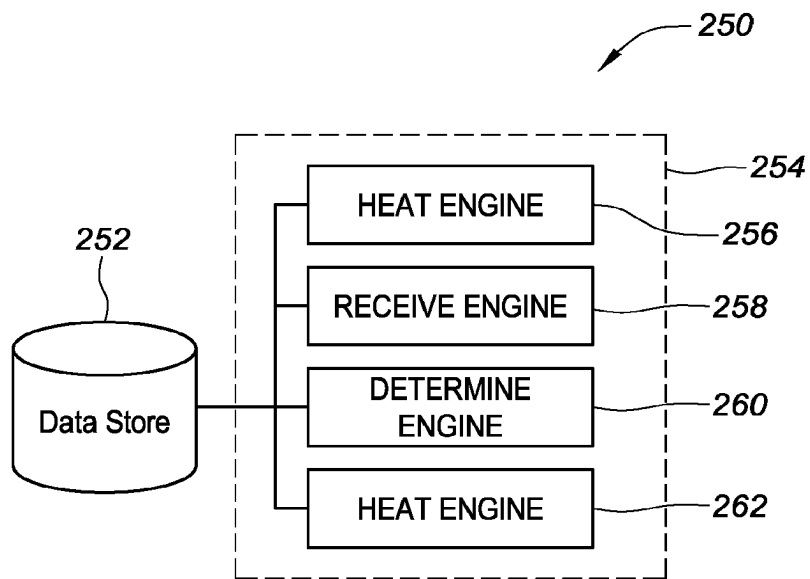 250
254
HEAT ENGINE
256
252
RECEIVE ENGINE
258
Data Store
DETERMINE
ENGINE
260
HEAT ENGINE
262